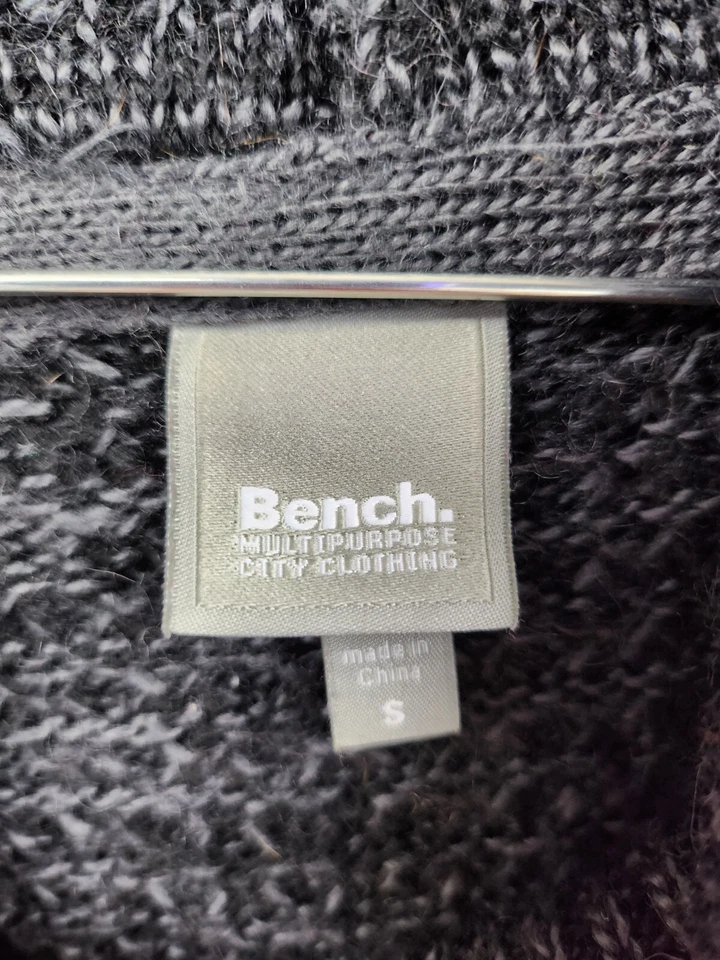 Bench.
MULTIPURPOSE
CITY CLOTHING
made in
China
S